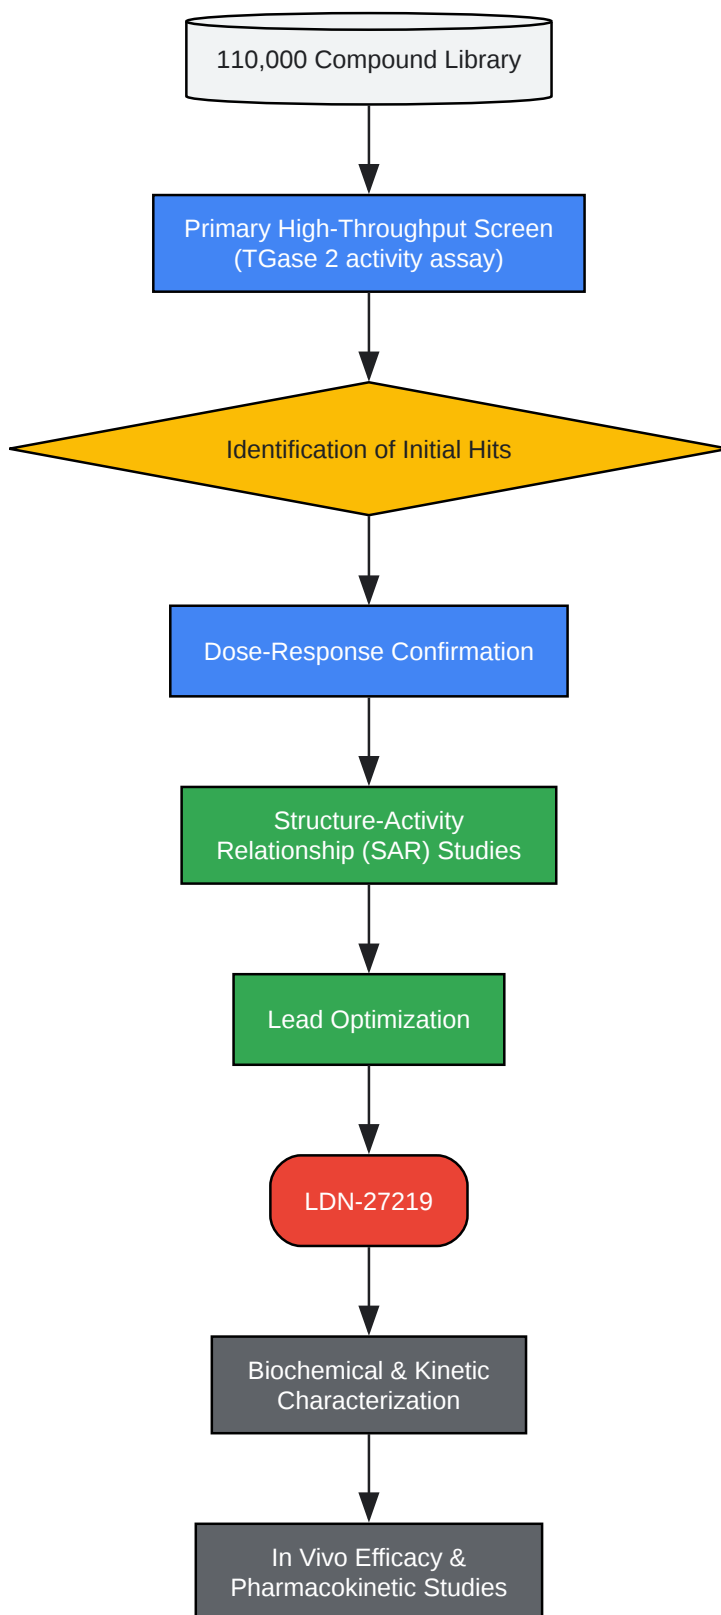 110,000 Compound Library
Primary High-Throughput Screen
(TGase 2 activity assay)
Identification of Initial Hits
Dose-Response Confirmation
Structure-Activity
Relationship (SAR) Studies
Lead Optimization
LDN-27219
Biochemical & Kinetic
Characterization
In Vivo Efficacy &
Pharmacokinetic Studies